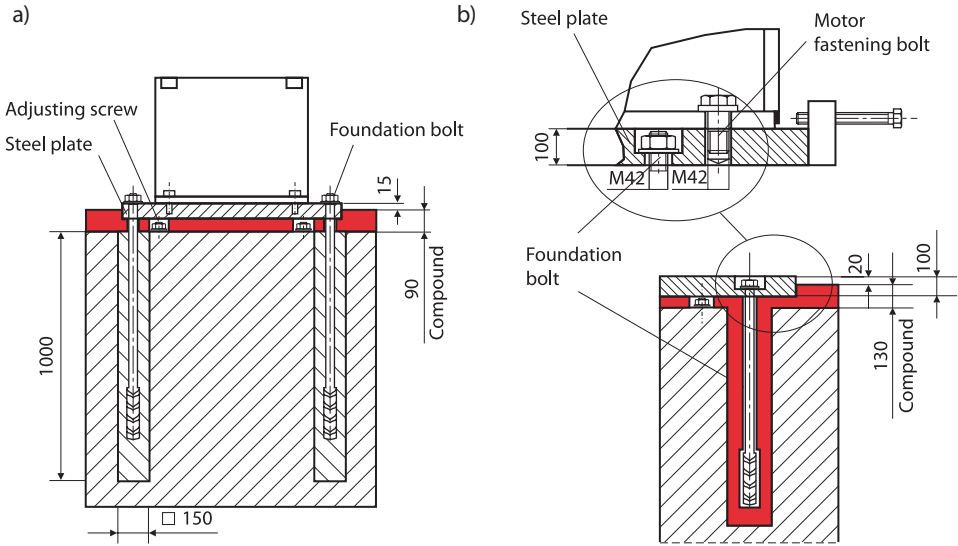 a)
Adjusting screw
Steel plate
Foundation bolt
15
90
Compound
1000
□ 150
b)
Steel plate
Motor
fastening bolt
100
M42
M42
Foundation
bolt
20
100
130
Compound